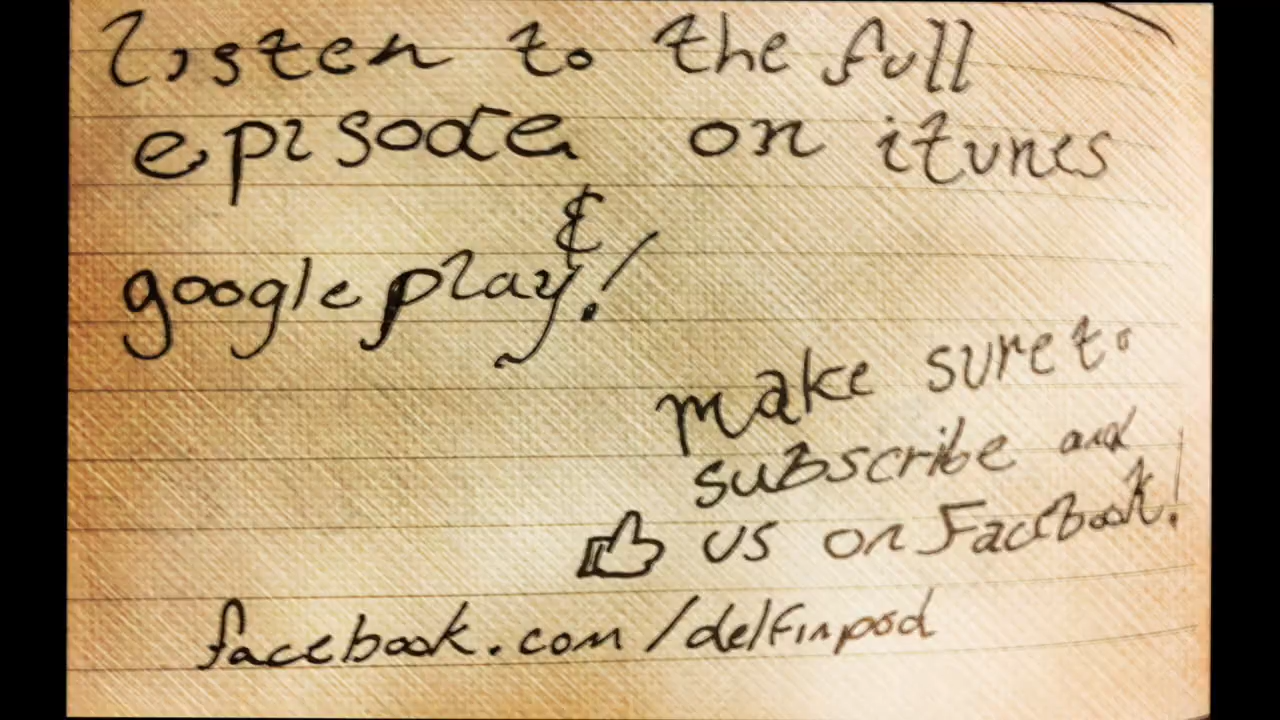 listen to the full
episode on itunes
&
google play!
make sure to
subscribe and
👍 us on Facebook!
facebook.com/delfinpod